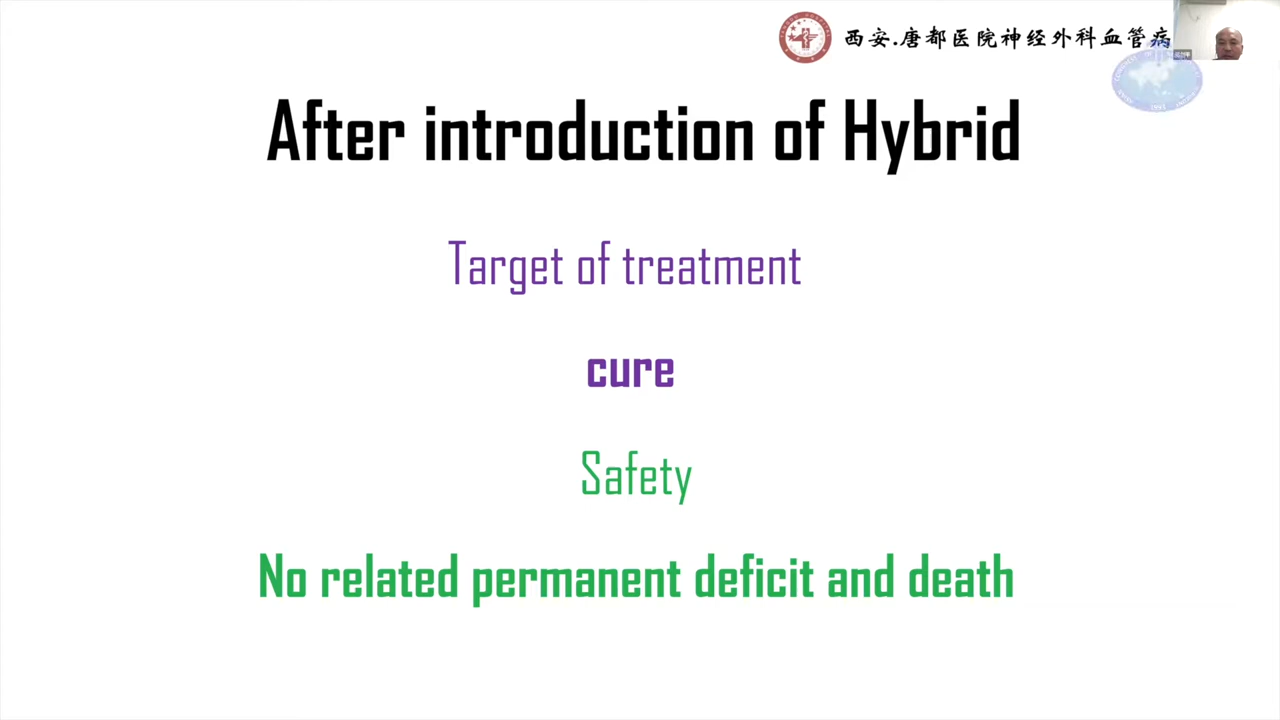 西安.唐都医院神经外科血管病
After introduction of Hybrid
Target of treatment
cure
Safety
No related permanent deficit and death